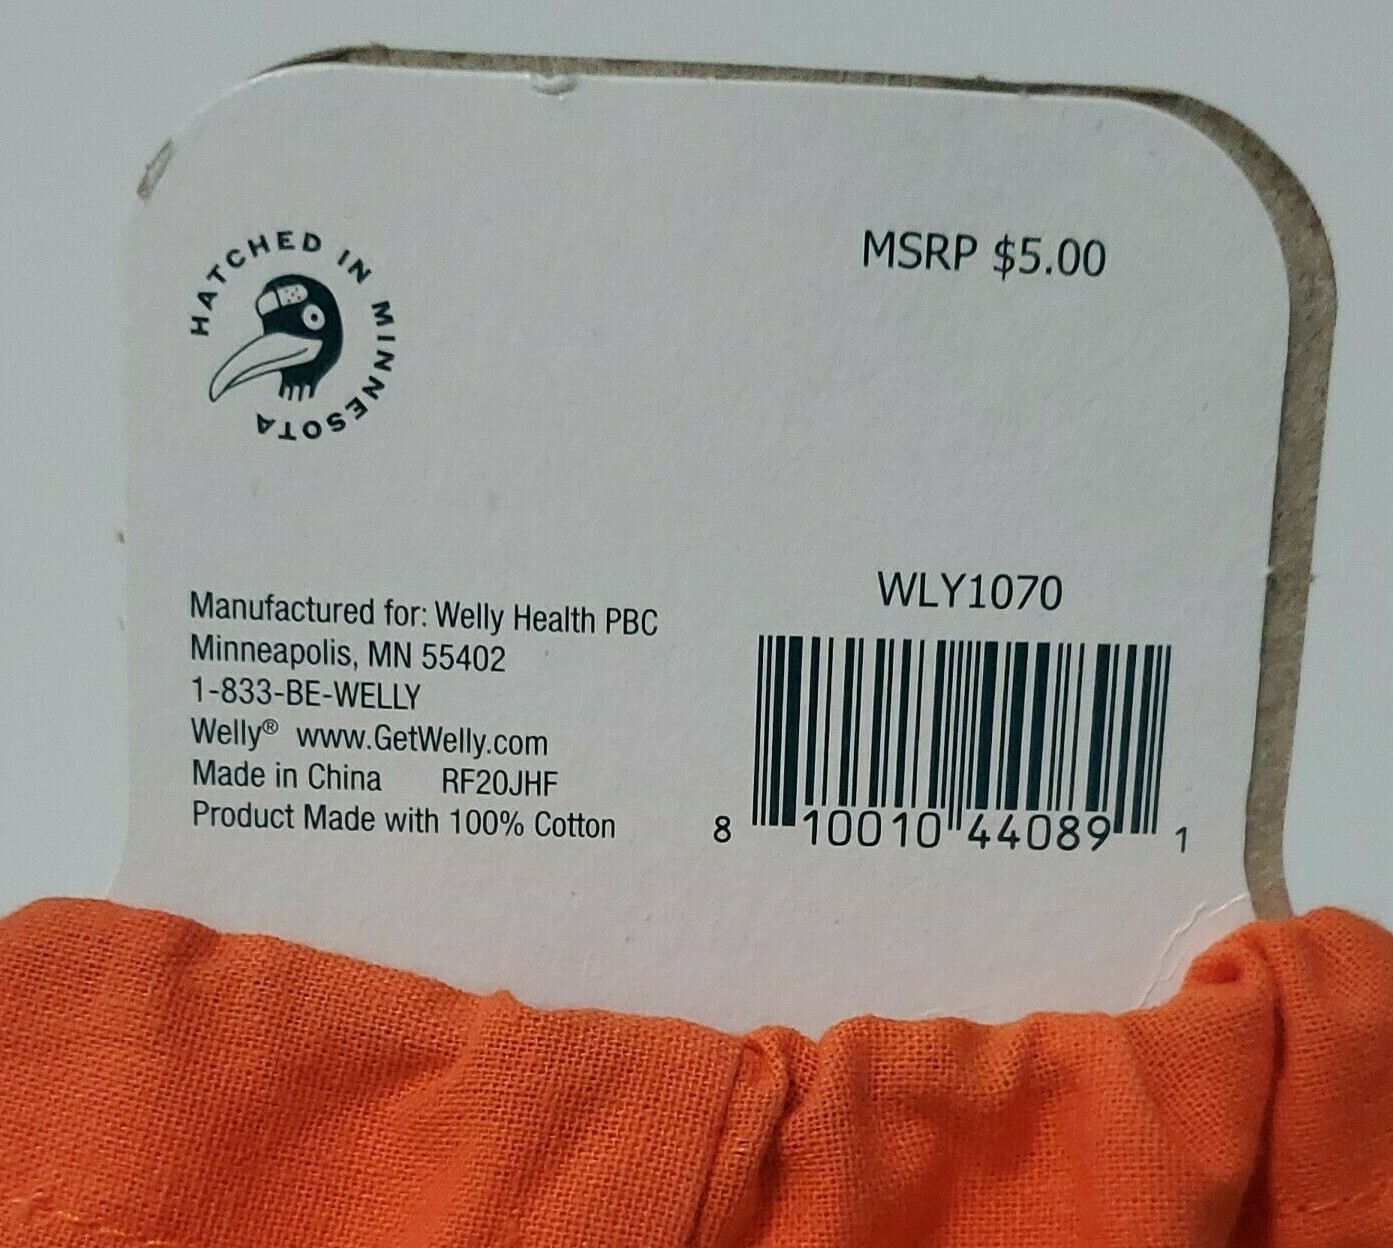 HATCHED IN MINNESOTA
MSRP $5.00
Manufactured for: Welly Health PBC
Minneapolis, MN 55402
1-833-BE-WELLY
Welly® www.GetWelly.com
Made in China RF20JHF
Product Made with 100% Cotton
WLY1070
8 10010 44089 1